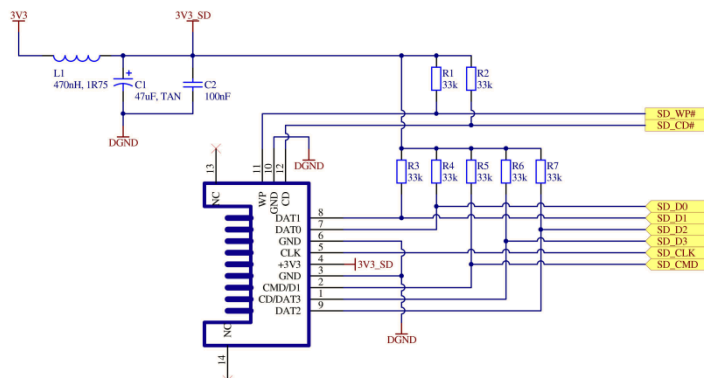 3V3
3V3_SD
L1
470nH, 1R75
+
C1
47uF, TAN
C2
100nF
DGND
R1
33k
R2
33k
SD_WP#
SD_CD#
DGND
11
10
12
13
WP
GND
CD
NC
R3
33k
R4
33k
R5
33k
R6
33k
R7
33k
DAT1 8
DAT0 7
GND 6
CLK 5
+3V3 4
3V3_SD
GND 3
CMD/D1 2
CD/DAT3 1
DAT2 9
SD_D0
SD_D1
SD_D2
SD_D3
SD_CLK
SD_CMD
NC
14
DGND